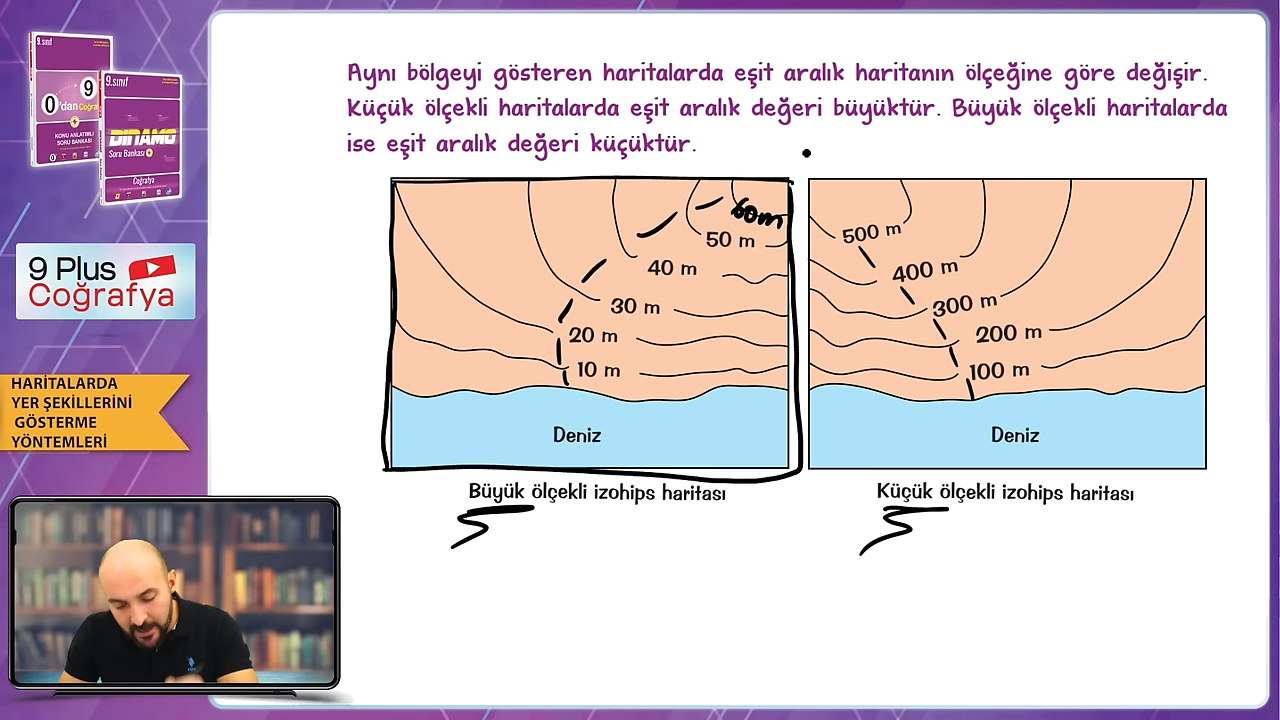 Aynı bölgeyi gösteren haritalarda eşit aralık haritanın ölçeğine göre değişir.
Küçük ölçekli haritalarda eşit aralık değeri büyüktür. Büyük ölçekli haritalarda
ise eşit aralık değeri küçüktür.
9.sınıf
0'dan 9
KONU ANLATIMLI
SORU BANKASI
9.sınıf
DİNAMO
Soru Bankası
Coğrafya
9 Plus
Coğrafya
HARİTALARDA
YER ŞEKİLLERİNİ
GÖSTERME
YÖNTEMLERİ
60m
50 m
40 m
30 m
20 m
10 m
Deniz
Büyük ölçekli izohips haritası
500 m
400 m
300 m
200 m
100 m
Deniz
Küçük ölçekli izohips haritası